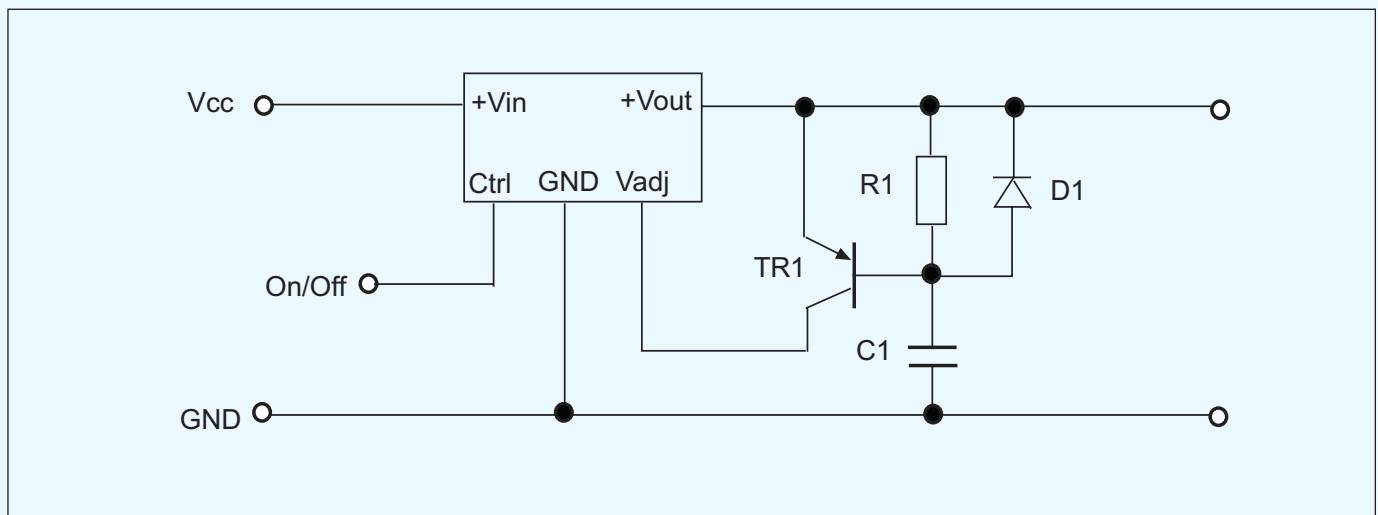 Vcc
+Vin
+Vout
Ctrl
GND
Vadj
R1
D1
TR1
On/Off
C1
GND